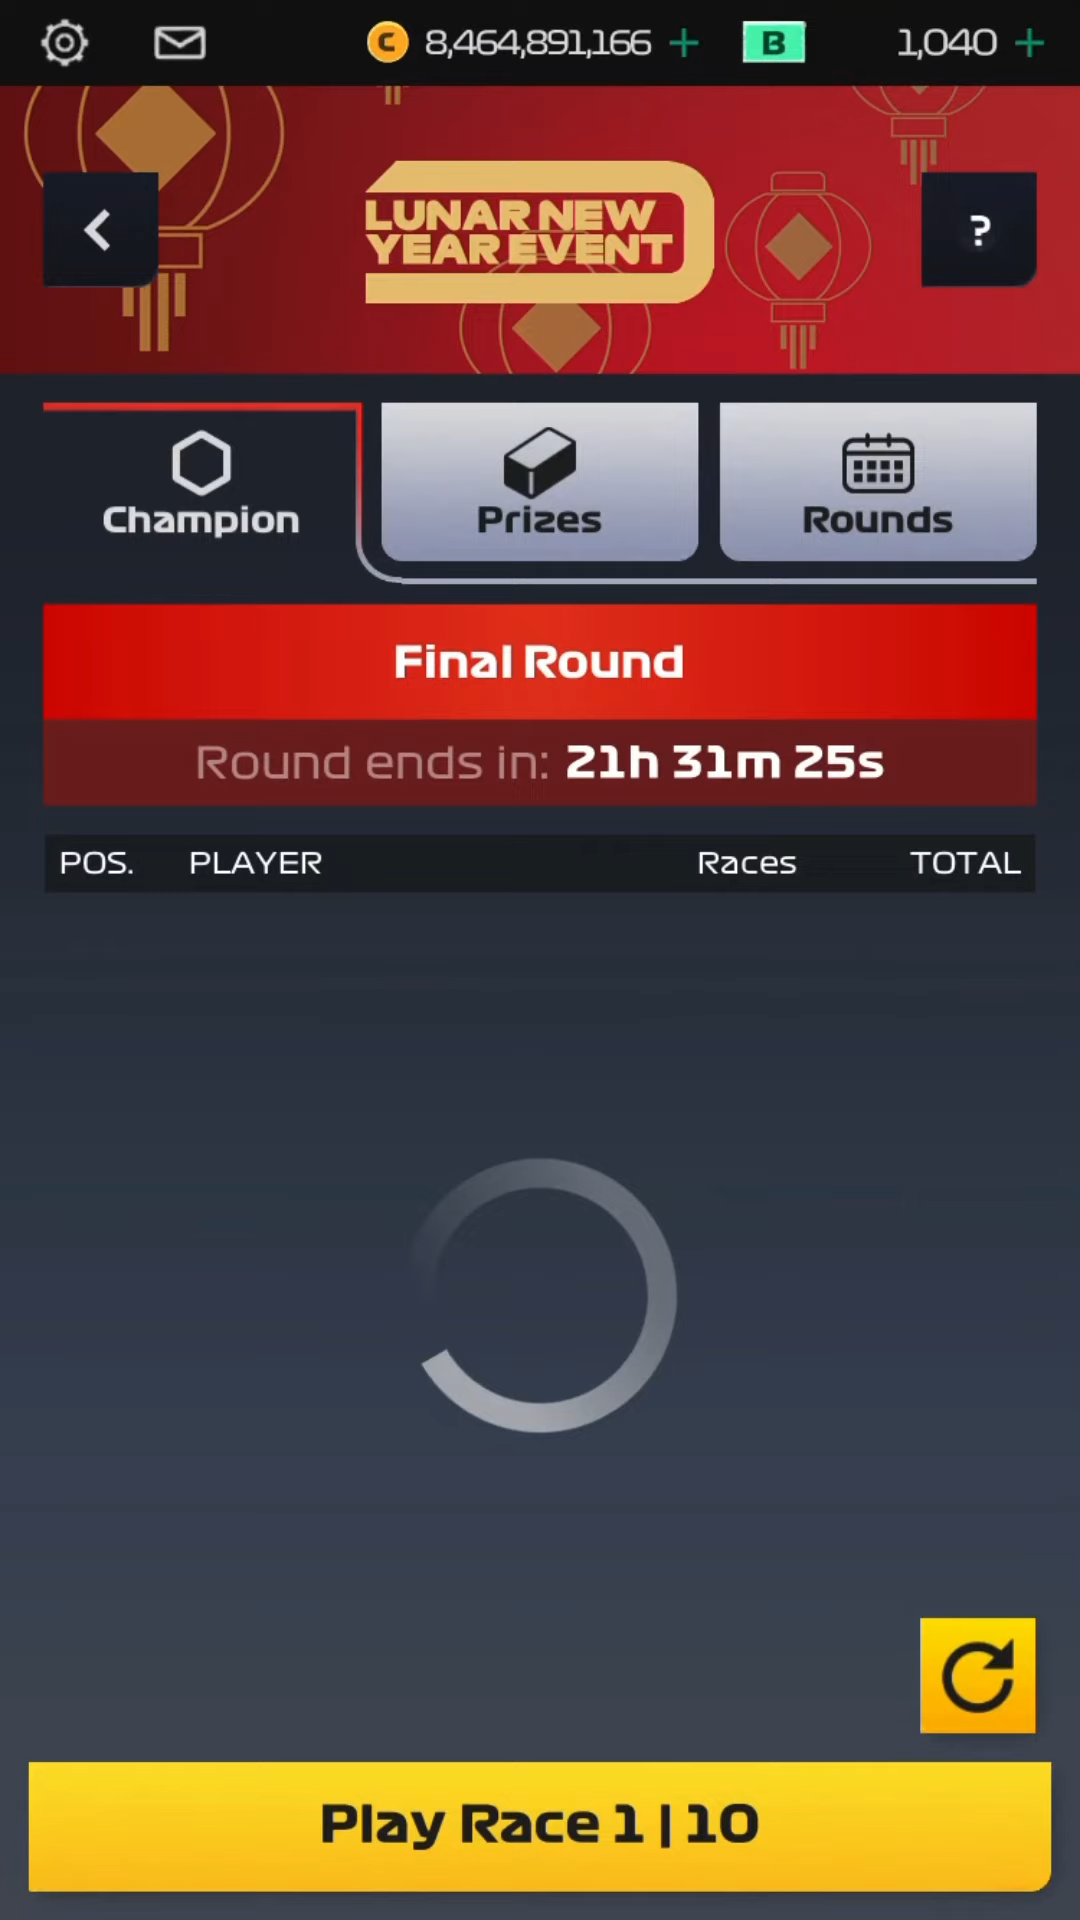 C 8,464,891,166 + B 1,040 +
LUNAR NEW
YEAR EVENT
?
Champion Prizes Rounds
Final Round
Round ends in: 21h 31m 25s
POS. PLAYER Races TOTAL
Play Race 1 | 10